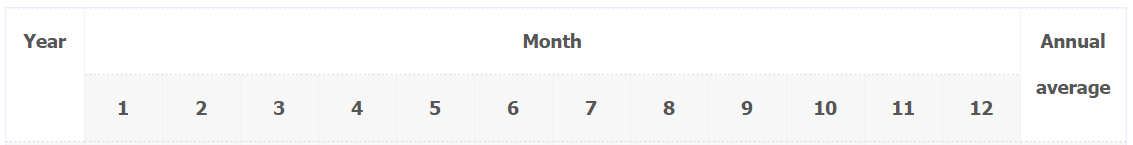 Year Month Annual average
1 2 3 4 5 6 7 8 9 10 11 12